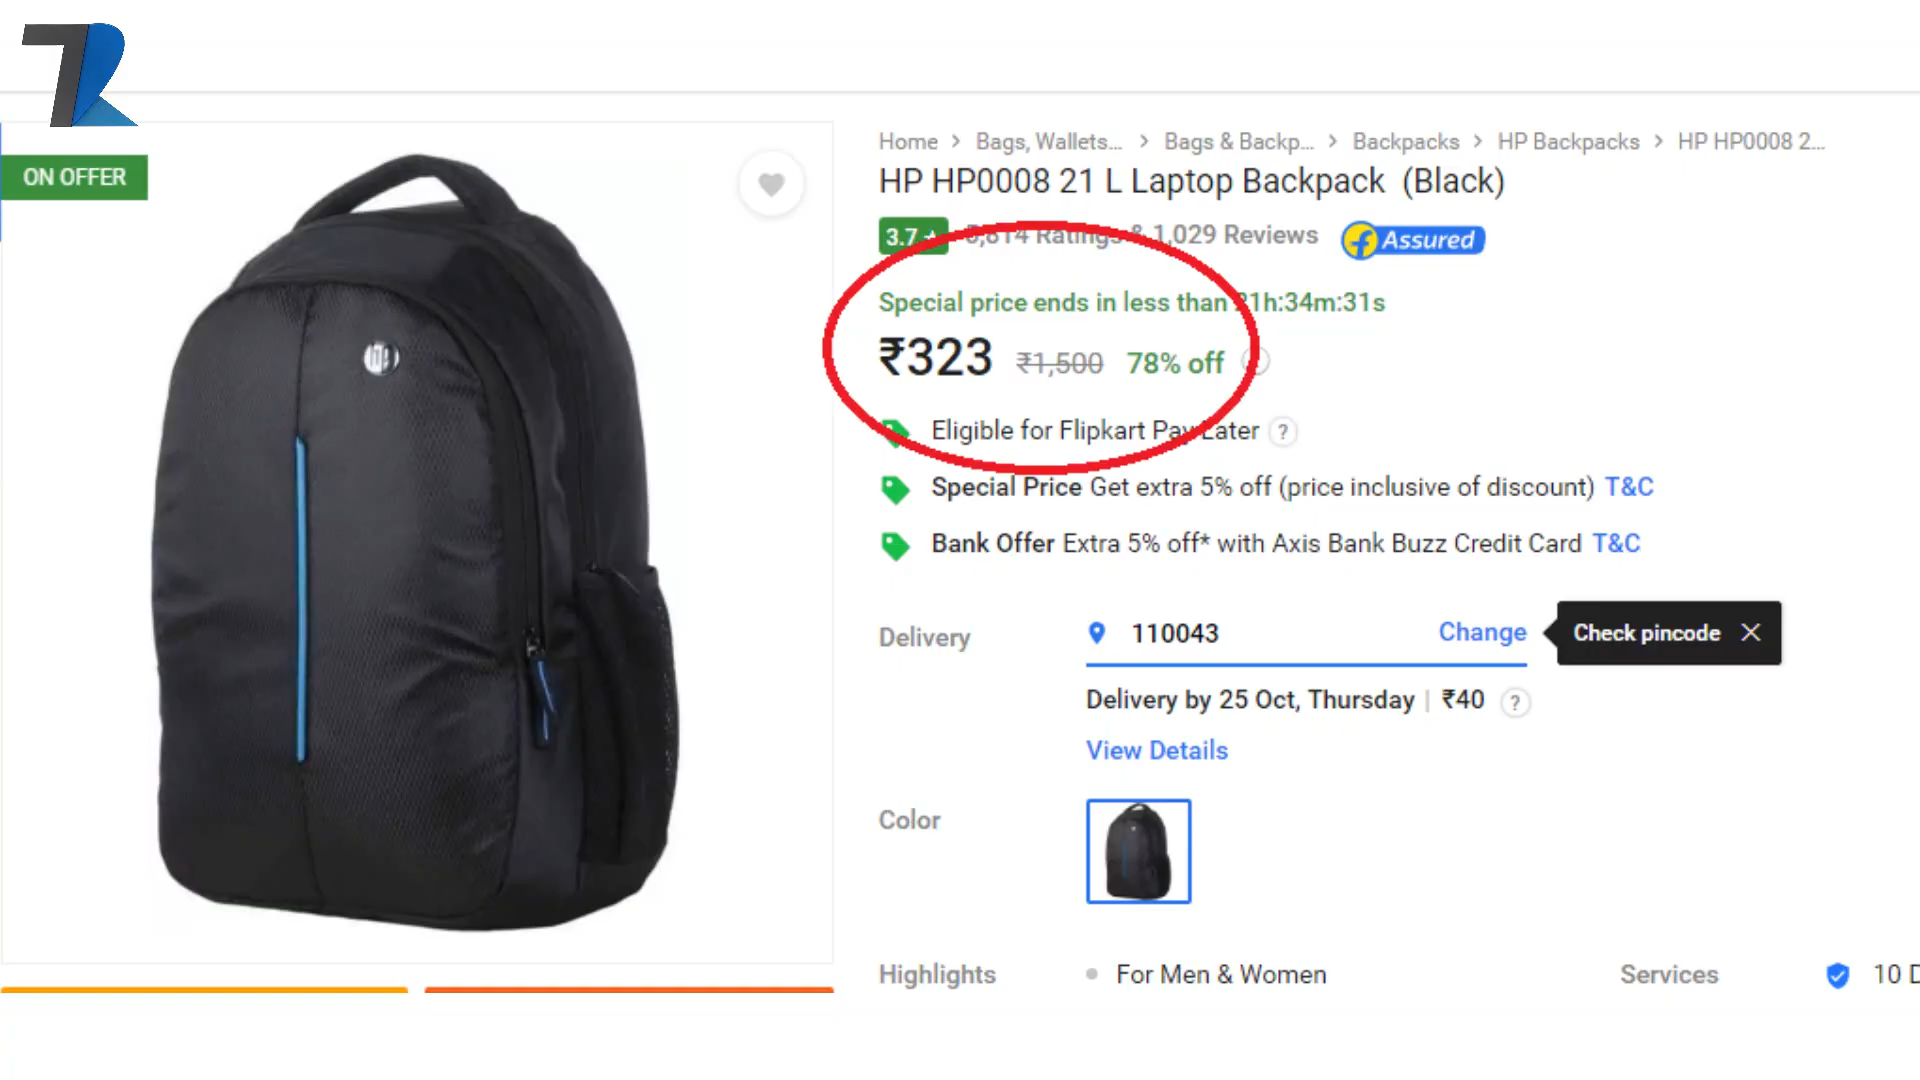 ON OFFER
hp
Home > Bags, Wallets... > Bags & Backp... > Backpacks > HP Backpacks > HP HP0008 2...
HP HP0008 21 L Laptop Backpack (Black)
3.7 ★ Ratings & 1,029 Reviews Assured
Special price ends in less than 21h:34m:31s
₹323 ₹1,500 78% off
Eligible for Flipkart Pay Later ?
Special Price Get extra 5% off (price inclusive of discount) T&C
Bank Offer Extra 5% off* with Axis Bank Buzz Credit Card T&C
Delivery 110043 Change Check pincode
Delivery by 25 Oct, Thursday | ₹40 ?
View Details
Color
Highlights • For Men & Women Services 10 D